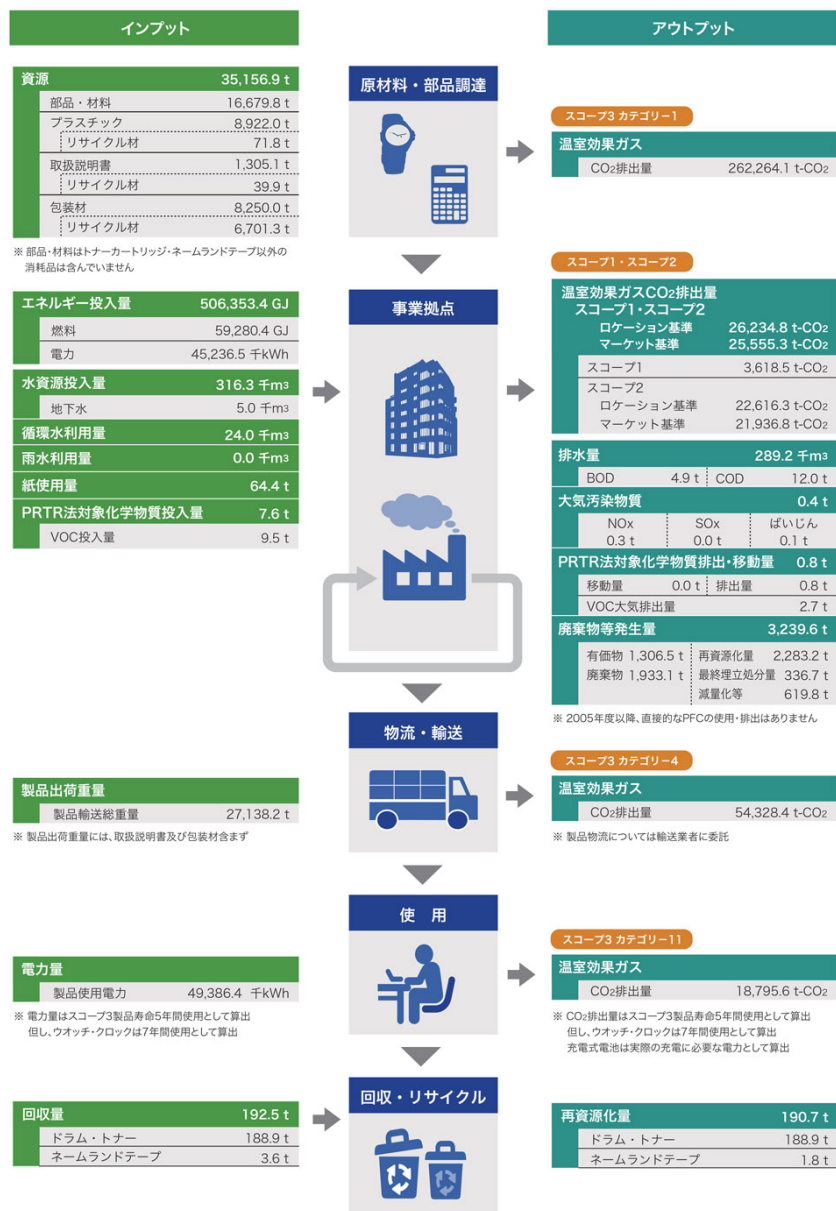 インプット
アウトプット
資源 35,156.9 t
部品・材料 16,679.8 t
プラスチック 8,922.0 t
リサイクル材 71.8 t
取扱説明書 1,305.1 t
リサイクル材 39.9 t
包装材 8,250.0 t
リサイクル材 6,701.3 t
※ 部品・材料はトナーカートリッジ・ネームランドテープ以外の
消耗品は含んでいません
原材料・部品調達
スコープ3 カテゴリー1
温室効果ガス
CO2排出量 262,264.1 t-CO2
エネルギー投入量 506,353.4 GJ
燃料 59,280.4 GJ
電力 45,236.5 千kWh
水資源投入量 316.3 千m3
地下水 5.0 千m3
循環水利用量 24.0 千m3
雨水利用量 0.0 千m3
紙使用量 64.4 t
PRTR法対象化学物質投入量 7.6 t
VOC投入量 9.5 t
事業拠点
スコープ1・スコープ2
温室効果ガスCO2排出量
スコープ1・スコープ2
ロケーション基準 26,234.8 t-CO2
マーケット基準 25,555.3 t-CO2
スコープ1 3,618.5 t-CO2
スコープ2
ロケーション基準 22,616.3 t-CO2
マーケット基準 21,936.8 t-CO2
排水量 289.2 千m3
BOD 4.9 t COD 12.0 t
大気汚染物質 0.4 t
NOx SOx ばいじん
0.3 t 0.0 t 0.1 t
PRTR法対象化学物質排出・移動量 0.8 t
移動量 0.0 t 排出量 0.8 t
VOC大気排出量 2.7 t
廃棄物等発生量 3,239.6 t
有価物 1,306.5 t 再資源化量 2,283.2 t
廃棄物 1,933.1 t 最終埋立処分量 336.7 t
減量化等 619.8 t
※ 2005年度以降、直接的なPFCの使用・排出はありません
物流・輸送
製品出荷重量
製品輸送総重量 27,138.2 t
※ 製品出荷重量には、取扱説明書及び包装材含まず
スコープ3 カテゴリー4
温室効果ガス
CO2排出量 54,328.4 t-CO2
※ 製品物流については輸送業者に委託
使 用
電力量
製品使用電力 49,386.4 千kWh
※ 電力量はスコープ3製品寿命5年間使用として算出
但し、ウオッチ・クロックは7年間使用として算出
スコープ3 カテゴリー11
温室効果ガス
CO2排出量 18,795.6 t-CO2
※ CO2排出量はスコープ3製品寿命5年間使用として算出
但し、ウオッチ・クロックは7年間使用として算出
充電式電池は実際の充電に必要な電力として算出
回収・リサイクル
回収量 192.5 t
ドラム・トナー 188.9 t
ネームランドテープ 3.6 t
再資源化量 190.7 t
ドラム・トナー 188.9 t
ネームランドテープ 1.8 t